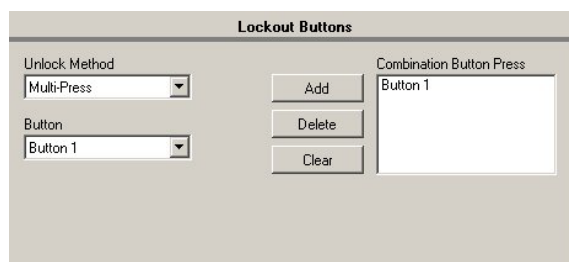 Lockout Buttons
Unlock Method
Multi-Press
Button
Button 1
Add
Delete
Clear
Combination Button Press
Button 1